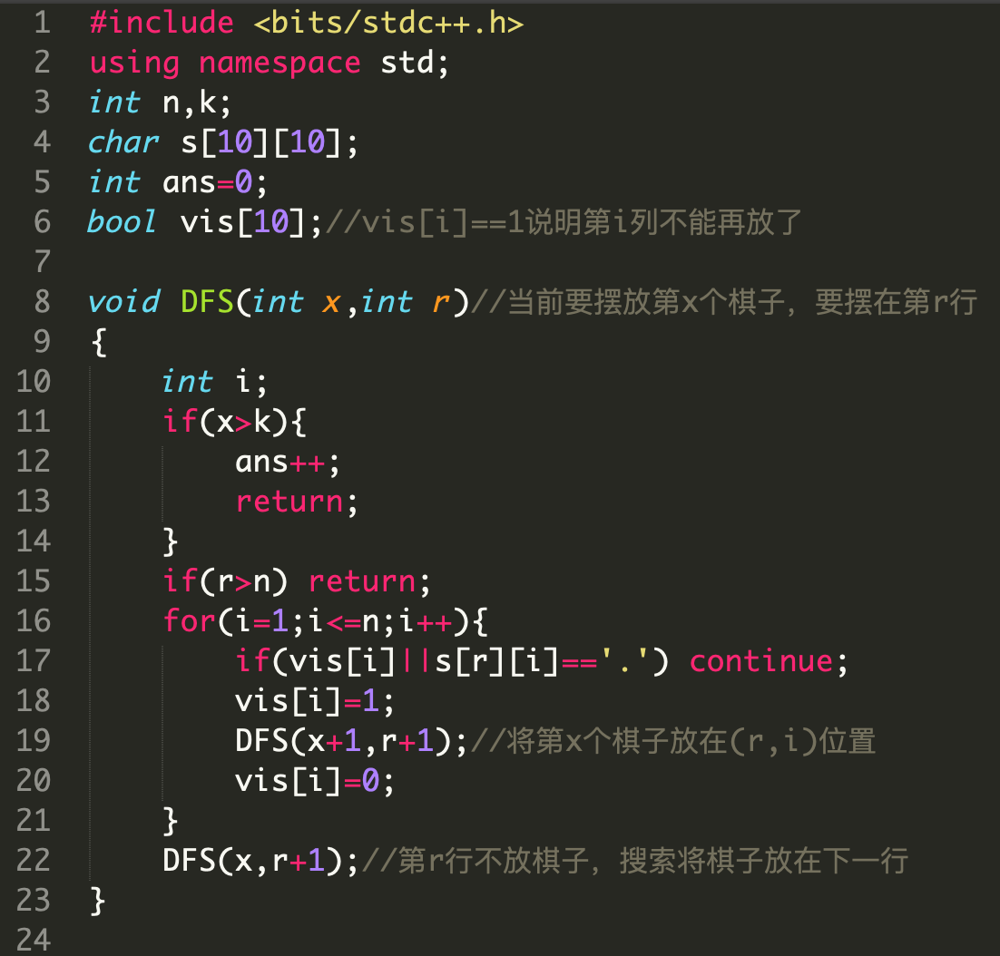 1 #include <bits/stdc++.h>
2 using namespace std;
3 int n,k;
4 char s[10][10];
5 int ans=0;
6 bool vis[10];//vis[i]==1说明第i列不能再放了
7
8 void DFS(int x,int r)//当前要摆放第x个棋子，要摆在第r行
9 {
10     int i;
11     if(x>k){
12         ans++;
13         return;
14     }
15     if(r>n) return;
16     for(i=1;i<=n;i++){
17         if(vis[i]||s[r][i]=='.') continue;
18         vis[i]=1;
19         DFS(x+1,r+1);//将第x个棋子放在(r,i)位置
20         vis[i]=0;
21     }
22     DFS(x,r+1);//第r行不放棋子，搜索将棋子放在下一行
23 }
24